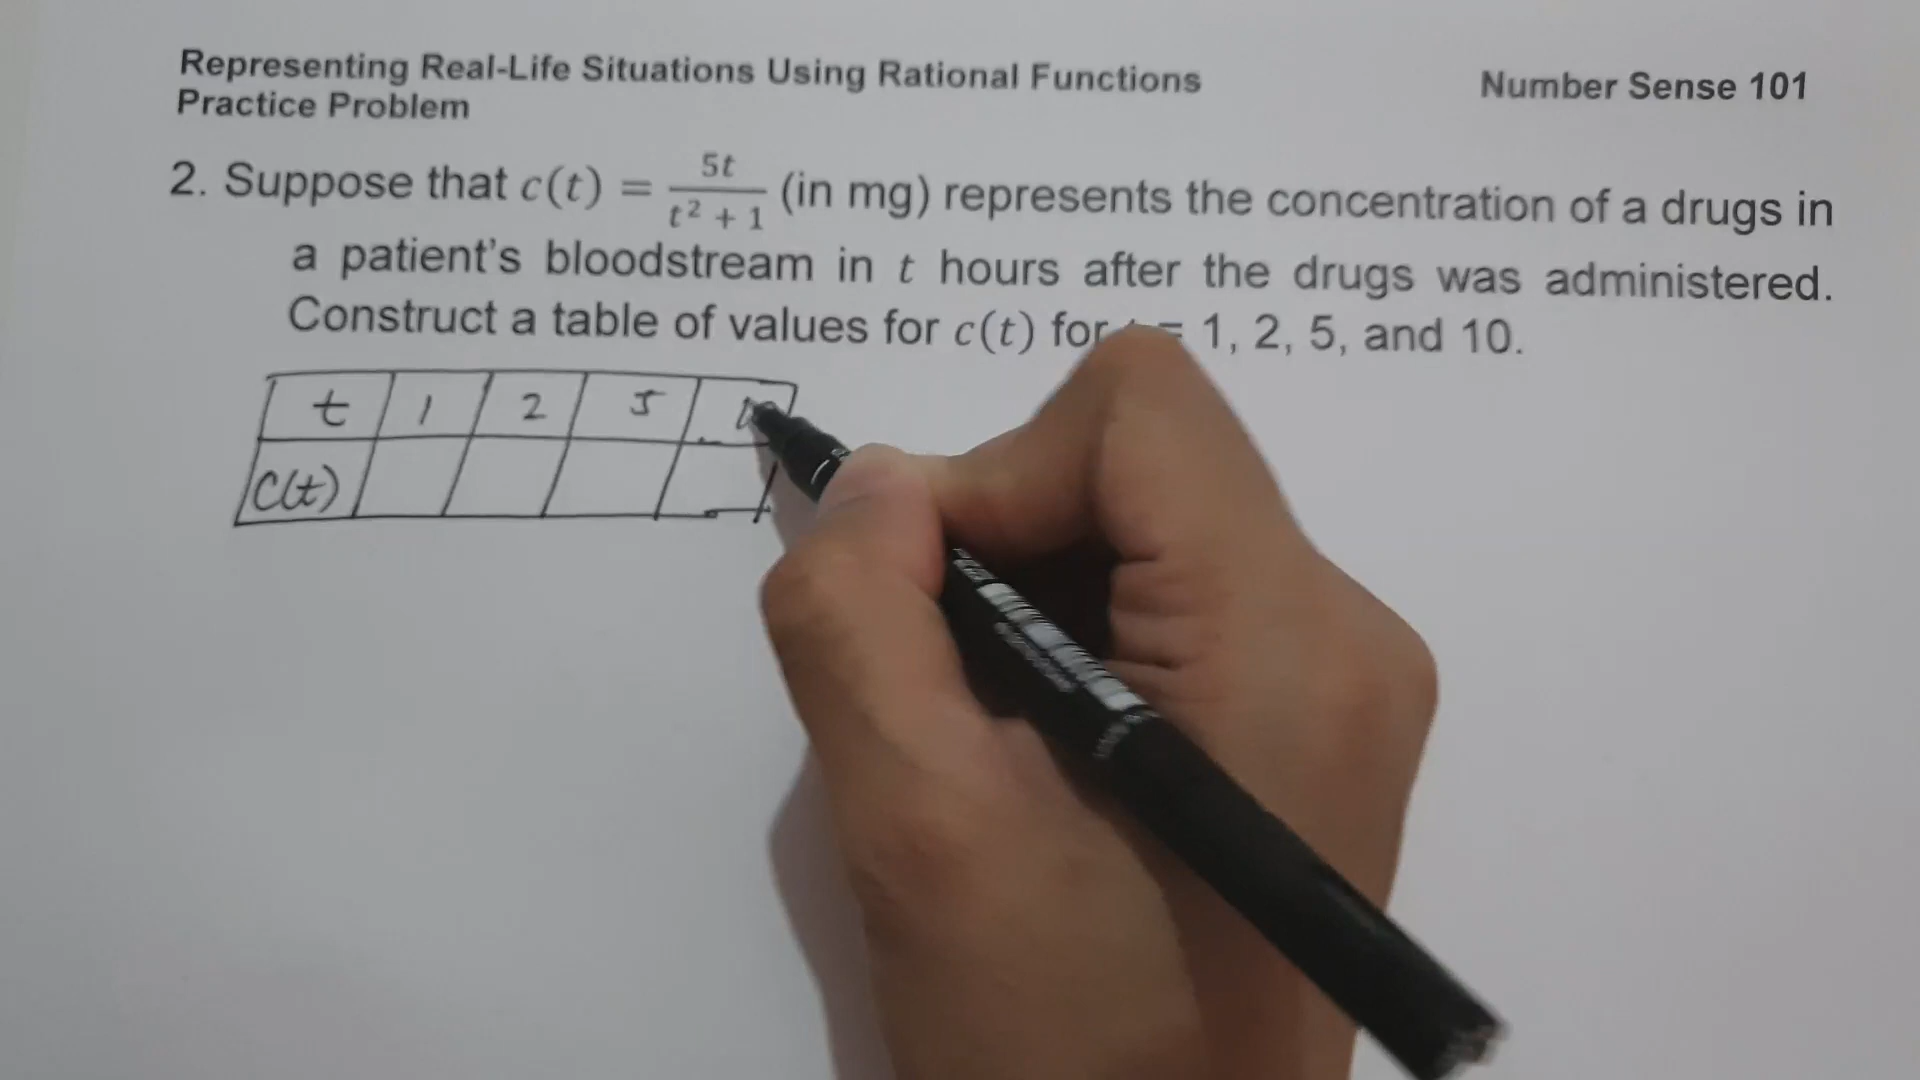 Representing Real-Life Situations Using Rational Functions
Number Sense 101
Practice Problem
2. Suppose that c(t) = 5t / t² + 1 (in mg) represents the concentration of a drugs in
a patient's bloodstream in t hours after the drugs was administered.
Construct a table of values for c(t) for = 1, 2, 5, and 10.
t 1 2 5
C(t)